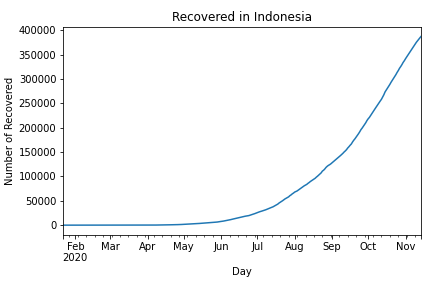 Recovered in Indonesia
Number of Recovered
400000
350000
300000
250000
200000
150000
100000
50000
0
Feb Mar Apr May Jun Jul Aug Sep Oct Nov
2020
Day